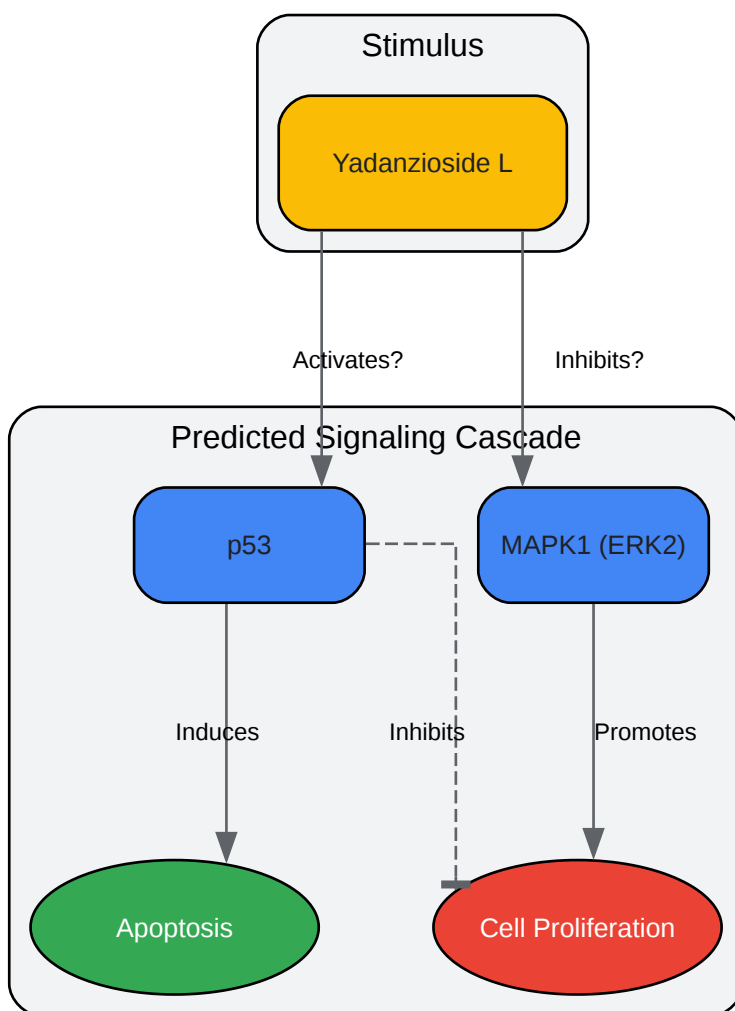 Stimulus
Yadanzioside L
Activates?
Inhibits?
Predicted Signaling Cascade
p53
MAPK1 (ERK2)
Induces
Inhibits
Promotes
Apoptosis
Cell Proliferation